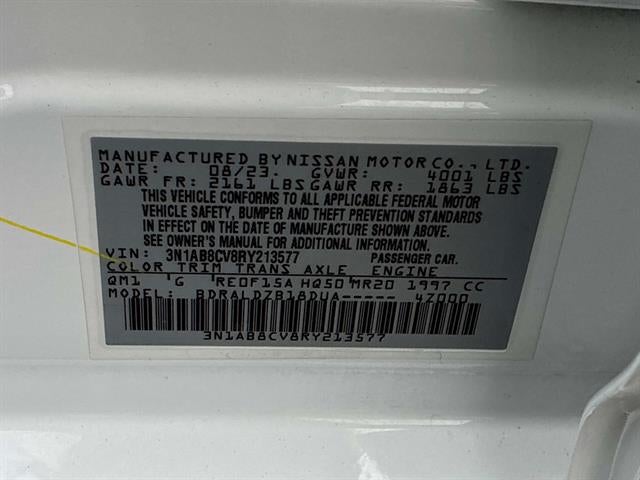 MANUFACTURED BY NISSAN MOTOR CO., LTD.
DATE: 08/23. GVWR: 4001 LBS
GAWR FR: 2161 LBS GAWR RR: 1863 LBS
THIS VEHICLE CONFORMS TO ALL APPLICABLE FEDERAL MOTOR
VEHICLE SAFETY, BUMPER AND THEFT PREVENTION STANDARDS
IN EFFECT ON THE DATE OF MANUFACTURE SHOWN ABOVE.
SEE OWNER'S MANUAL FOR ADDITIONAL INFORMATION.
VIN: 3N1AB8CV8RY213577 PASSENGER CAR.
COLOR TRIM TRANS AXLE, ENGINE
QM1 'G 'RE0F15A HQ50 MR20 1997 CC
MODEL: BDRALDZB18DUA----- 4Z000
3N1AB8CV8RY213577